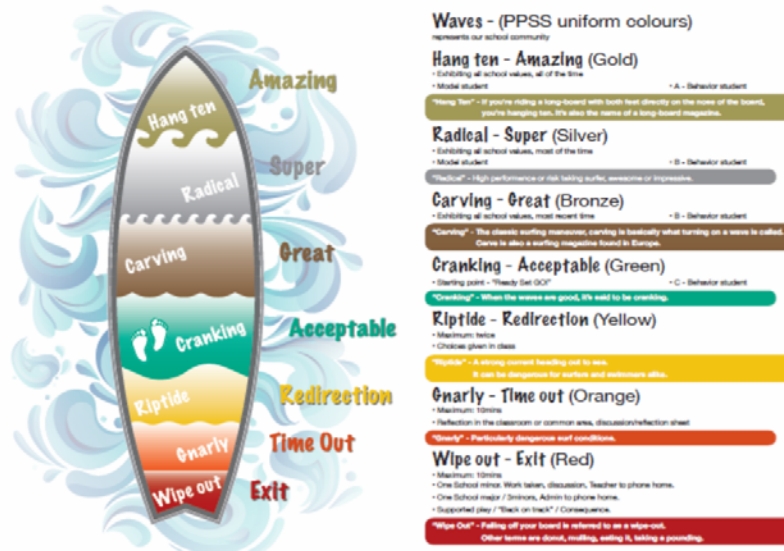 Hang ten
Radical
Carving
Cranking
Riptide
Gnarly
Wipe out
Amazing
Super
Great
Acceptable
Redirection
Time Out
Exit
Waves - (PPSS uniform colours)
represents our school community
Hang ten - Amazing (Gold)
• Exhibiting all school values, all of the time
• Model student • A - Behavior student
"Hang Ten" - If you're riding a long-board with both feet directly on the nose of the board,
you're hanging ten. It's also the name of a long-board magazine.
Radical - Super (Silver)
• Exhibiting all school values, most of the time
• Model student • B - Behavior student
"Radical" - High performance or risk taking surfer, awesome or impressive.
Carving - Great (Bronze)
• Exhibiting all school values, most recent time • B - Behavior student
"Carving" - The classic surfing maneuver, carving is basically what turning on a wave is called.
Carve is also a surfing magazine found in Europe.
Cranking - Acceptable (Green)
• Starting point - "Ready Set GO!" • C - Behavior student
"Cranking" - When the waves are good, it's said to be cranking.
Riptide - Redirection (Yellow)
• Maximum: twice
• Choices given in class
"Riptide" - A strong current heading out to sea.
It can be dangerous for surfers and swimmers alike.
Gnarly - Time out (Orange)
• Maximum: 10mins
• Reflection in the classroom or common area, discussion/reflection sheet
"Gnarly" - Particularly dangerous surf conditions.
Wipe out - Exit (Red)
• Maximum: 10mins
• One School minor. Work taken, discussion. Teacher to phone home.
• One School major / 3minors, Admin to phone home.
• Supported play / "Back on track" / Consequence.
"Wipe Out" - Falling off your board is referred to as a wipe-out.
Other terms are donut, mulling, eating it, taking a pounding.